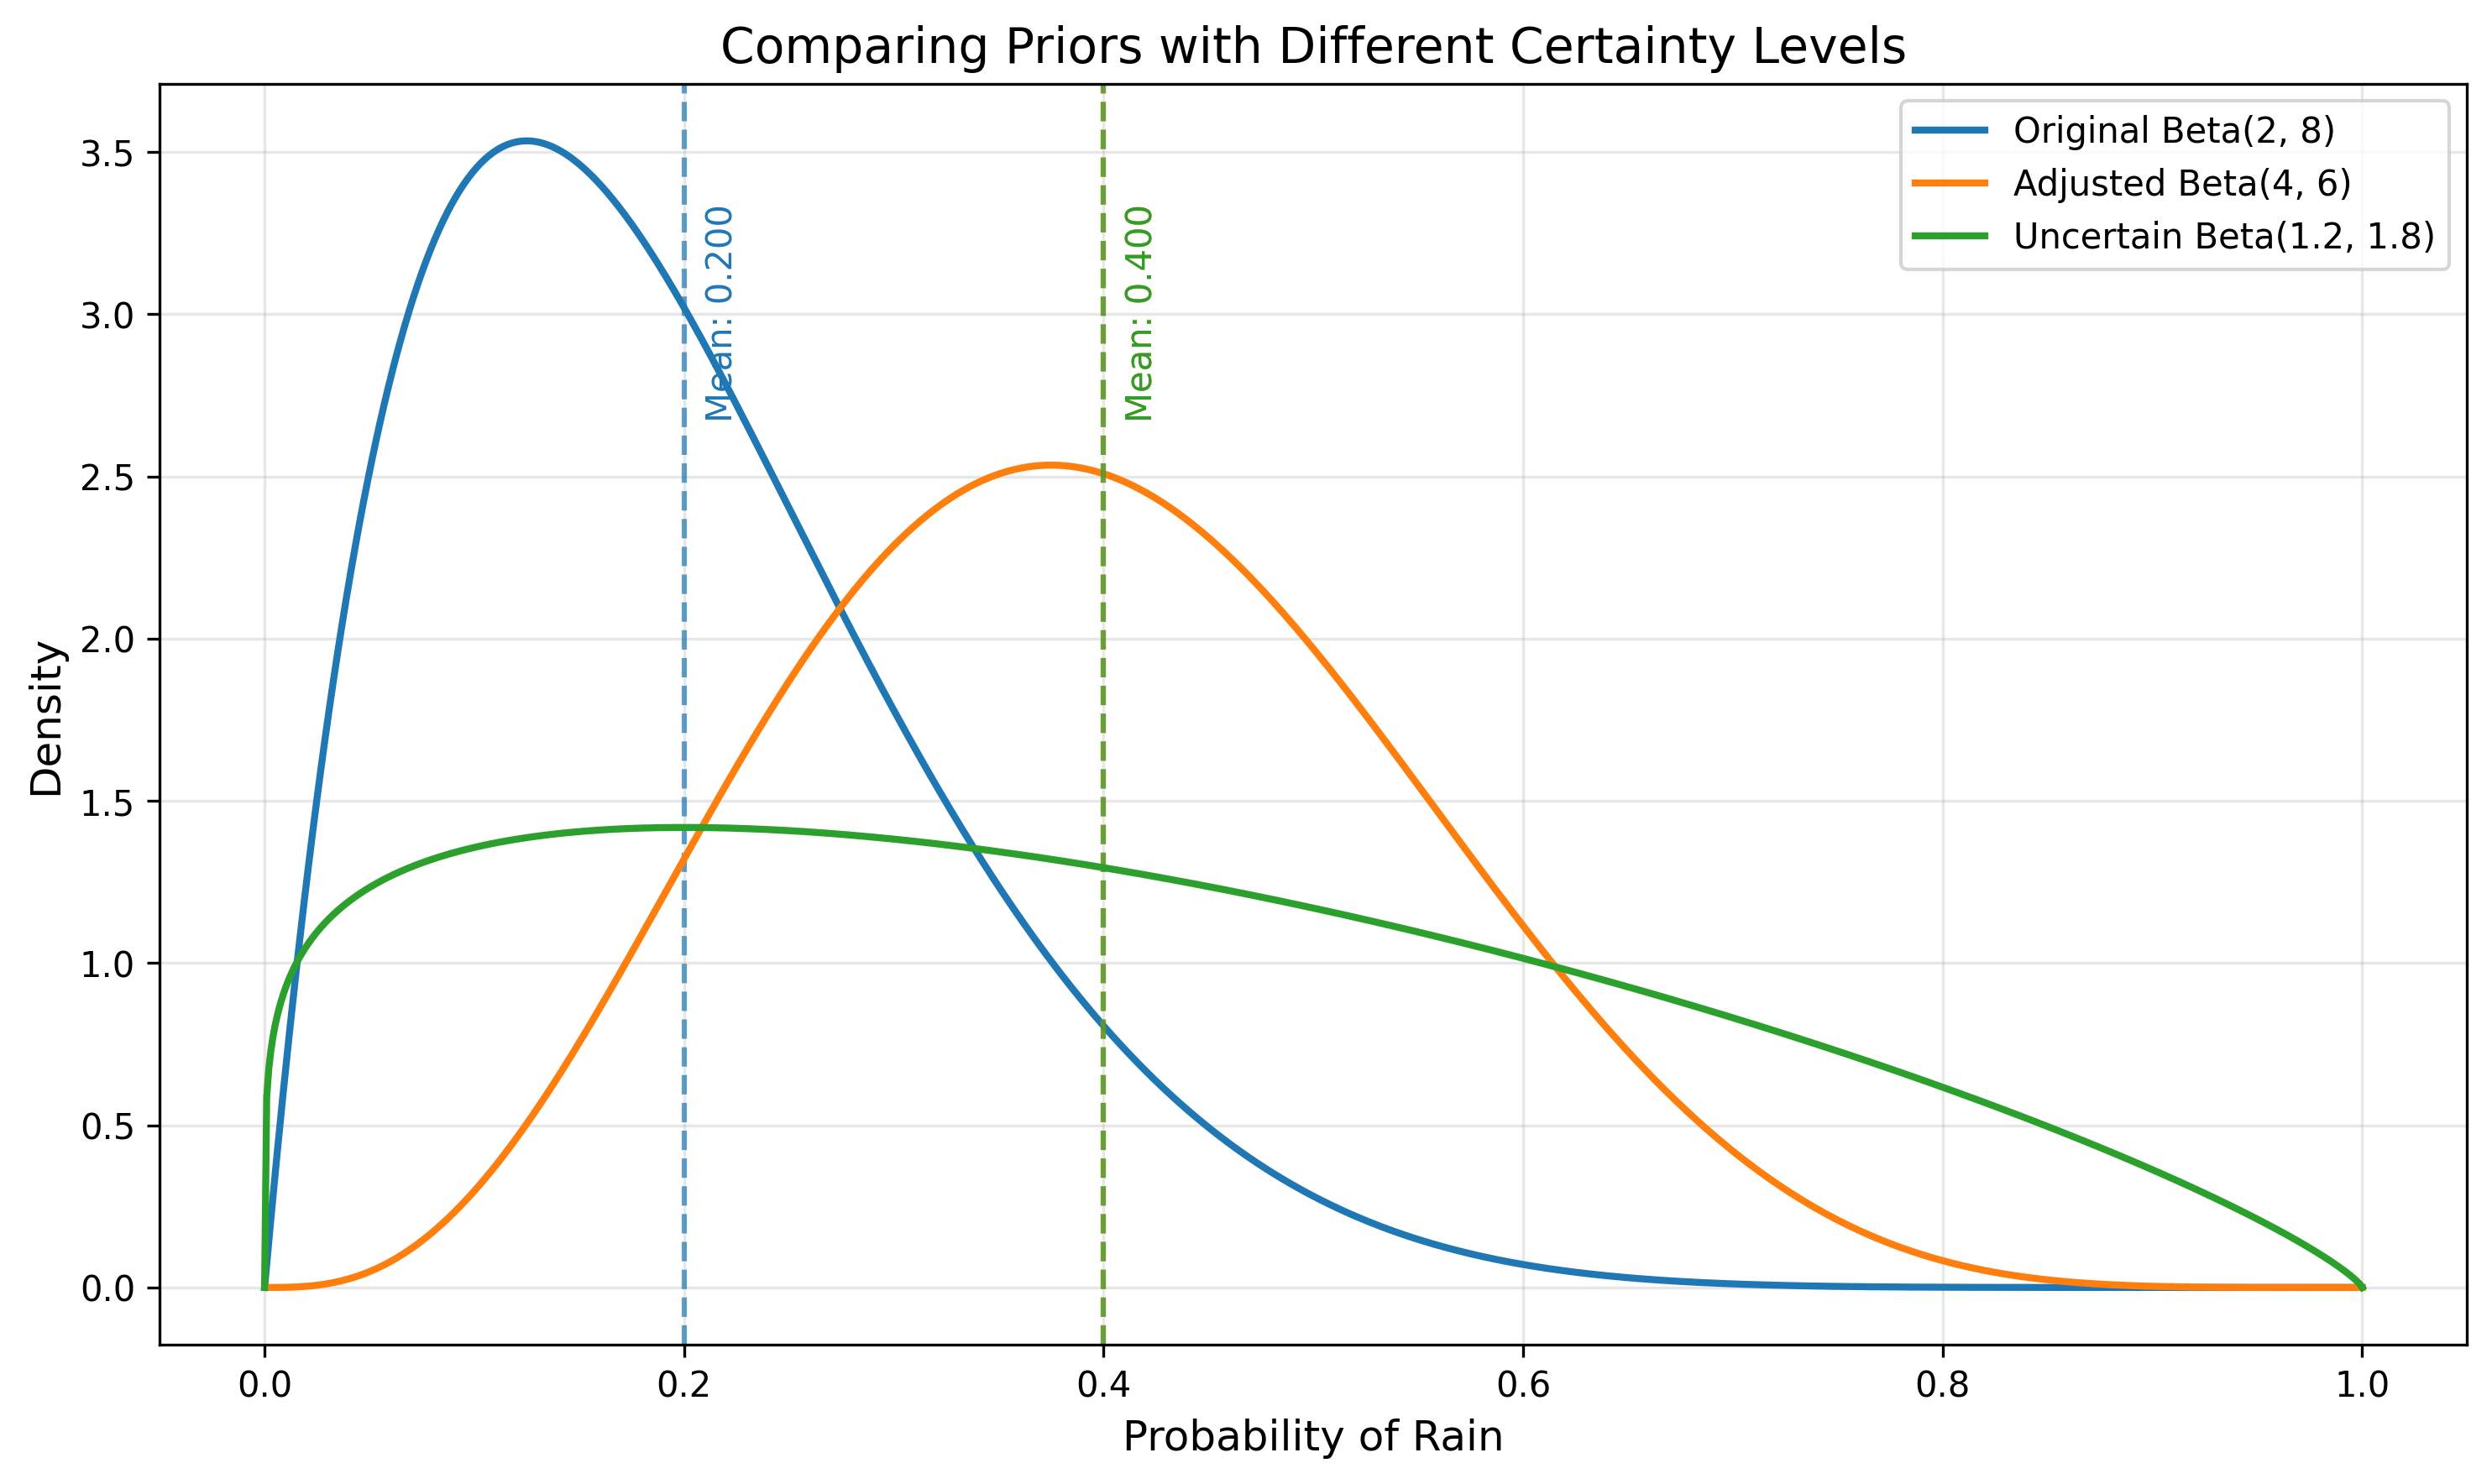 Comparing Priors with Different Certainty Levels
Original Beta(2, 8)
Adjusted Beta(4, 6)
Uncertain Beta(1.2, 1.8)
Mean: 0.200
Mean: 0.400
Density
3.5
3.0
2.5
2.0
1.5
1.0
0.5
0.0
0.0
0.2
0.4
0.6
0.8
1.0
Probability of Rain